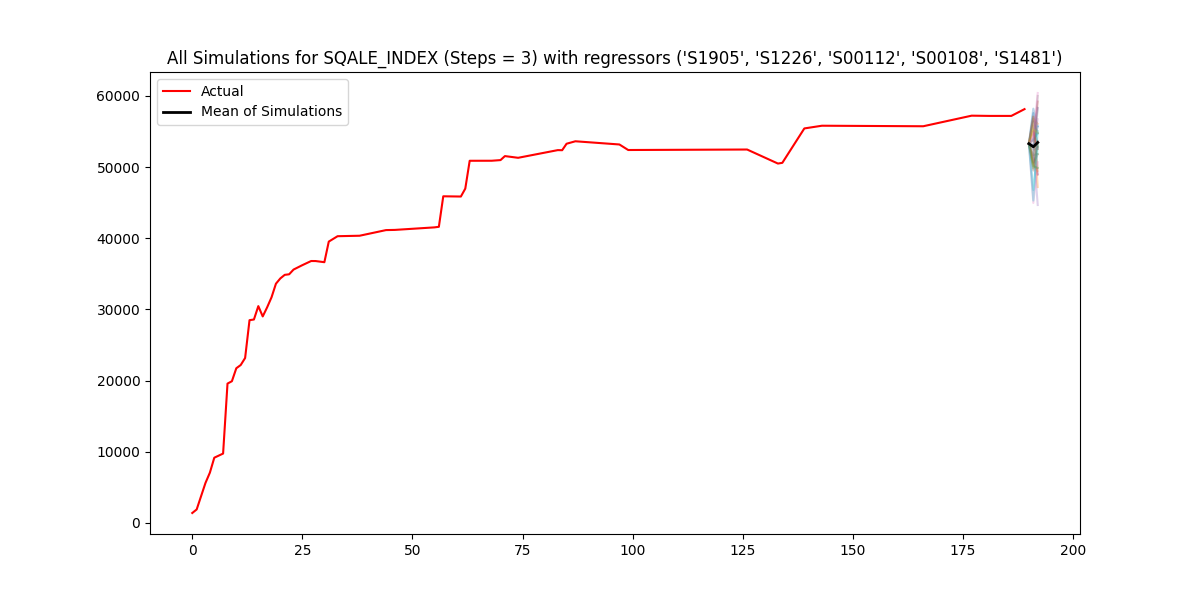 All Simulations for SQALE_INDEX (Steps = 3) with regressors ('S1905', 'S1226', 'S00112', 'S00108', 'S1481')
Actual
Mean of Simulations
60000
50000
40000
30000
20000
10000
0
0 25 50 75 100 125 150 175 200